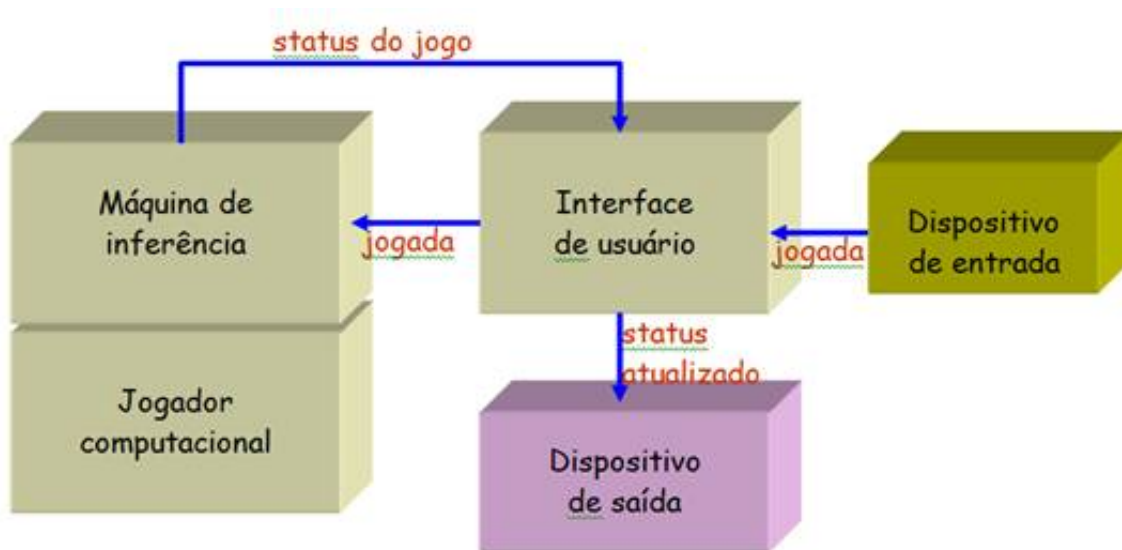 status do jogo
Máquina de
inferência
jogada
Interface
de usuário
jogada
Dispositivo
de entrada
status
atualizado
Jogador
computacional
Dispositivo
de saída